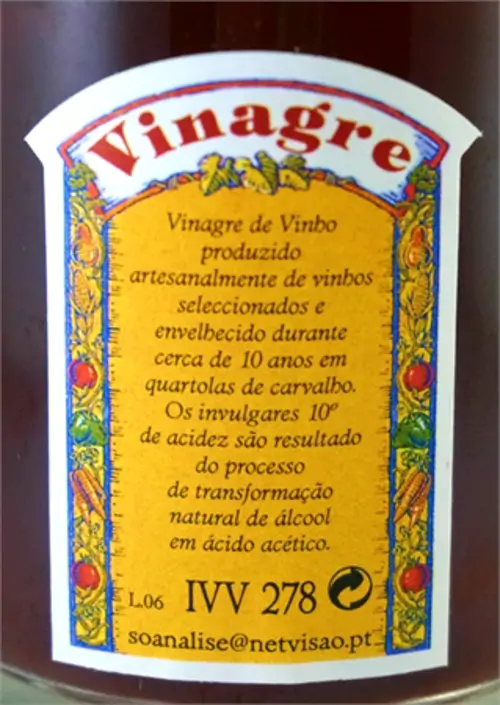 Vinagre
Vinagre de Vinho
produzido
artesanalmente de vinhos
seleccionados e
envelhecido durante
cerca de 10 anos em
quartolas de carvalho.
Os invulgares 10º
de acidez são resultado
do processo
de transformação
natural de álcool
em ácido acético.
L.06 IVV 278
soanalise@netvisao.pt